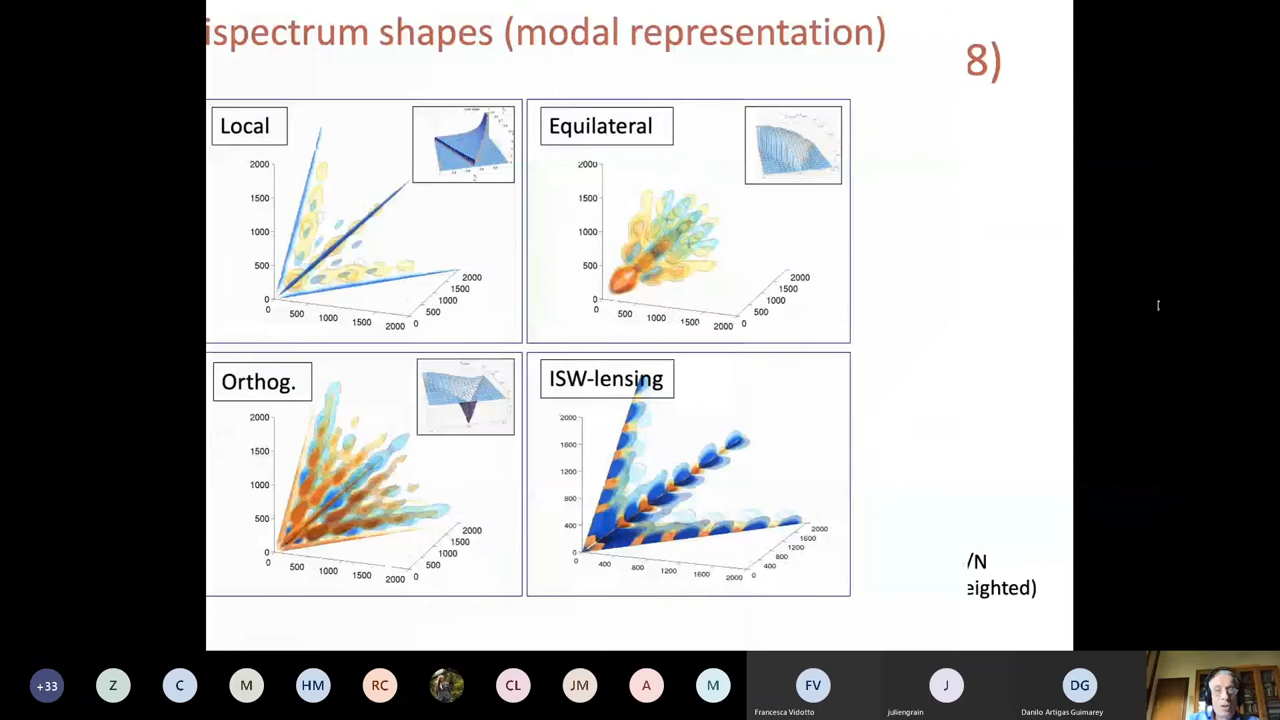 ispectrum shapes (modal representation)
8)
Local
2000
1500
1000
500
0
0
500
1000
1500
2000
0
500
1000
1500
2000
Equilateral
2000
1500
1000
500
0
0
500
1000
1500
2000
0
500
1000
1500
2000
Orthog.
2000
1500
1000
500
0
0
500
1000
1500
2000
0
500
1000
1500
2000
ISW-lensing
2000
1600
1200
800
400
0
0
400
800
1200
1600
2000
0
400
800
1200
1600
2000
/N
eighted)
+33
Z
C
M
HM
RC
CL
JM
A
M
FV
Francesca Vidotto
J
juliengrain
DG
Danilo Artigas Guimarey